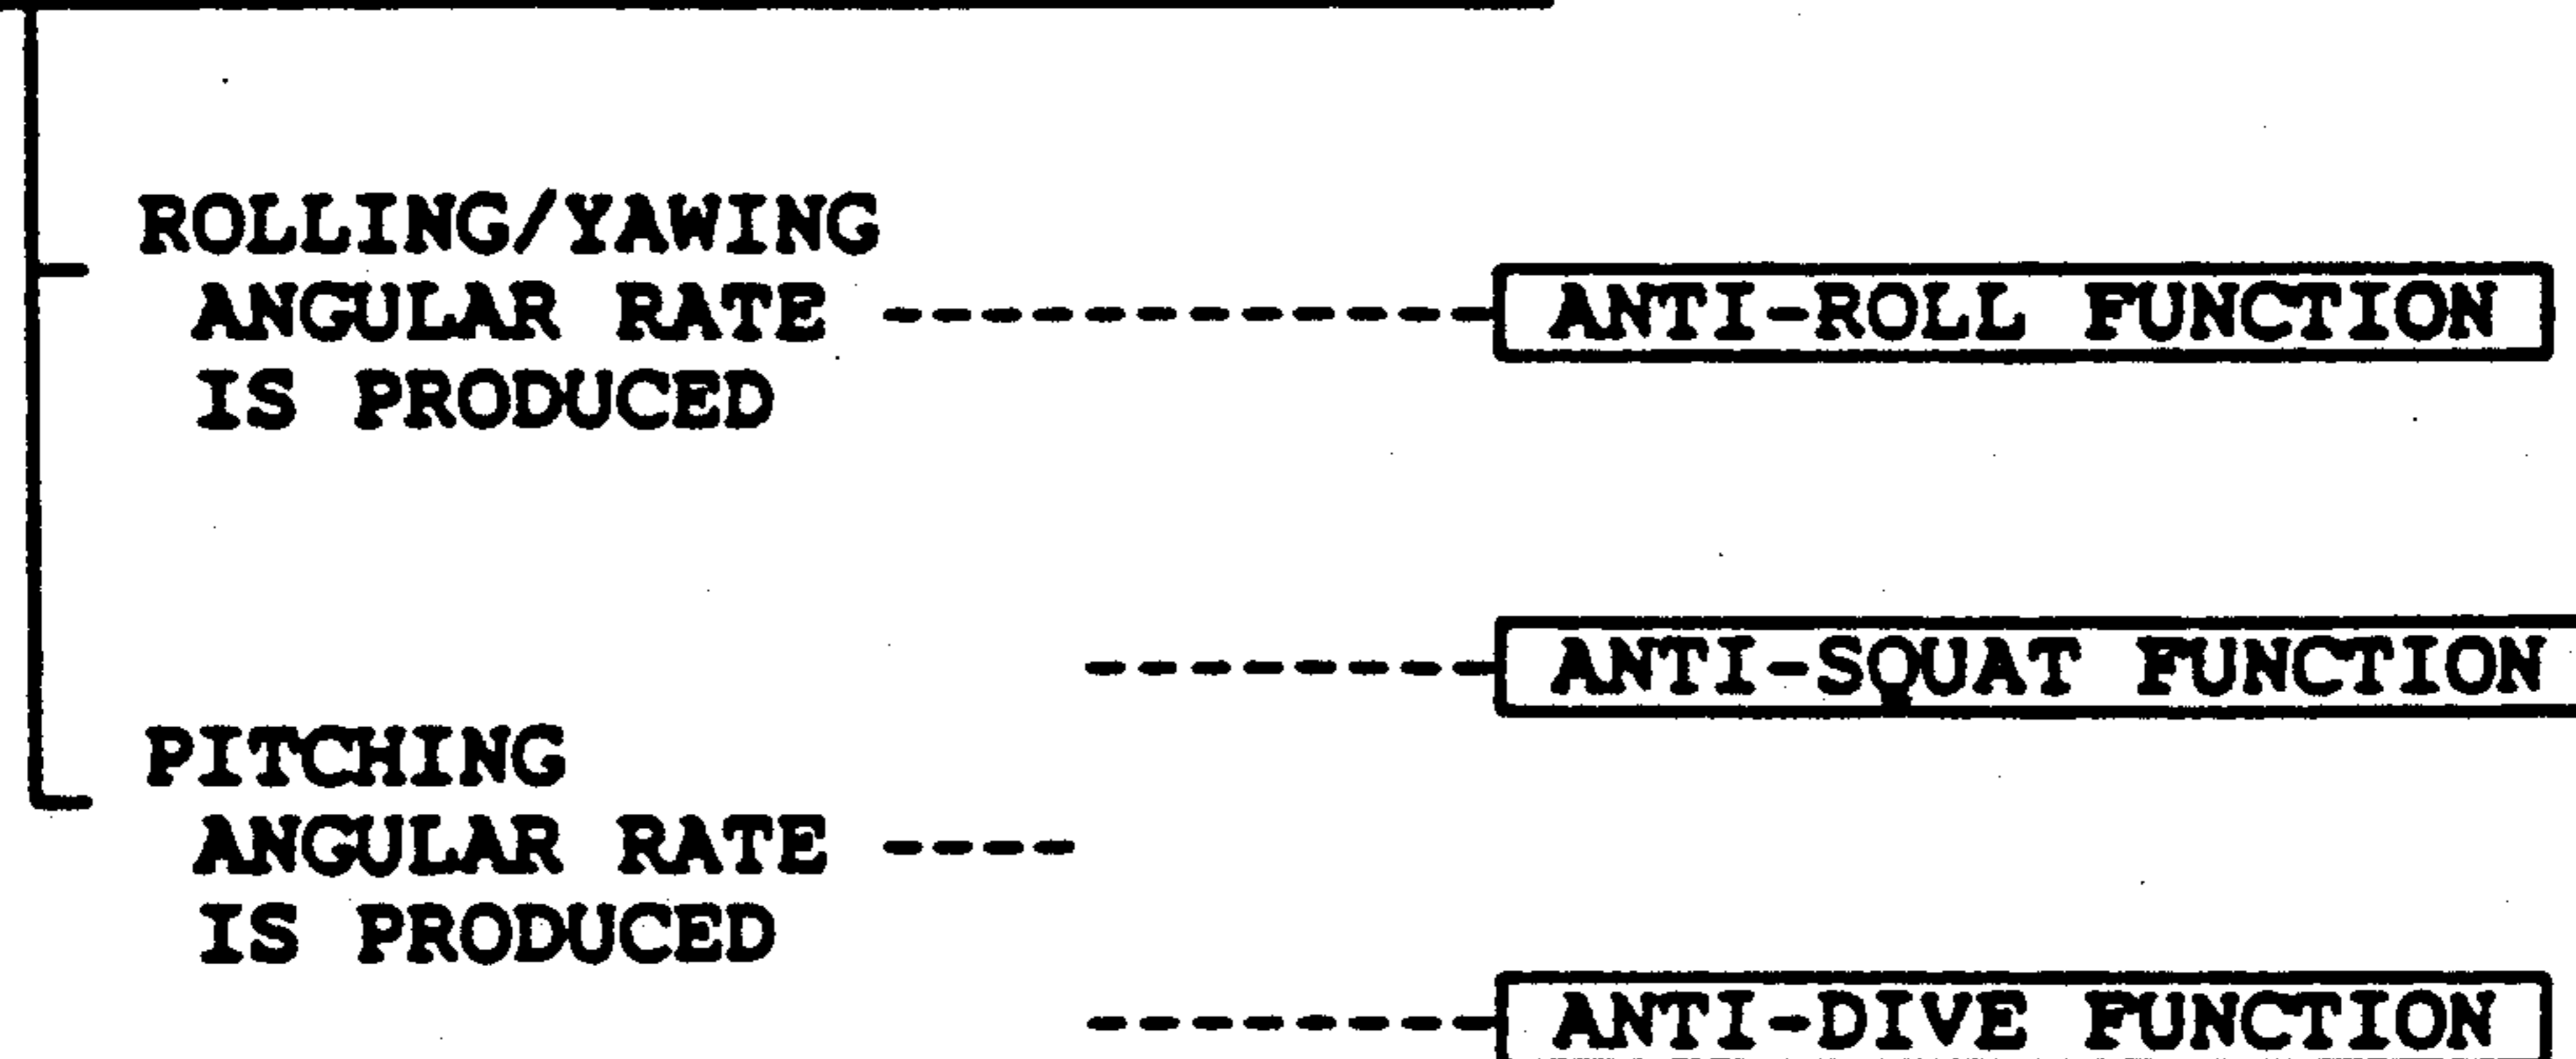 ROLLING/YAWING
ANGULAR RATE ------------ ANTI-ROLL FUNCTION
IS PRODUCED
-------- ANTI-SQUAT FUNCTION
PITCHING
ANGULAR RATE ----
IS PRODUCED
-------- ANTI-DIVE FUNCTION